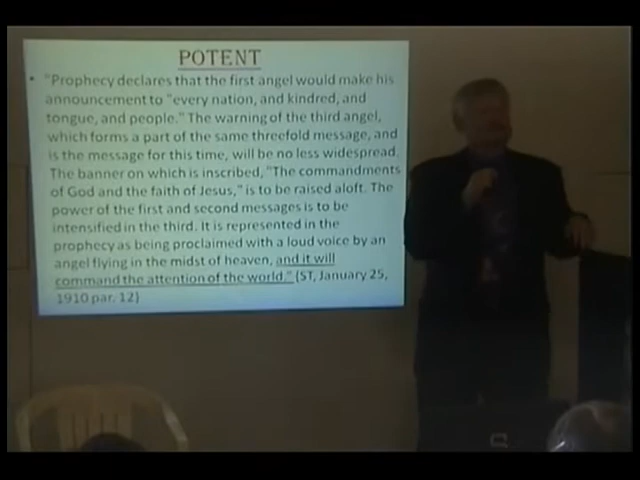 POTENT
• "Prophecy declares that the first angel would make his
announcement to "every nation, and kindred, and
tongue, and people." The warning of the third angel,
which forms a part of the same threefold message, and
is the message for this time, will be no less widespread.
The banner on which is inscribed, "The commandments
of God and the faith of Jesus," is to be raised aloft. The
power of the first and second messages is to be
intensified in the third. It is represented in the
prophecy as being proclaimed with a loud voice by an
angel flying in the midst of heaven, and it will
command the attention of the world." {ST, January 25,
1910 par. 12}